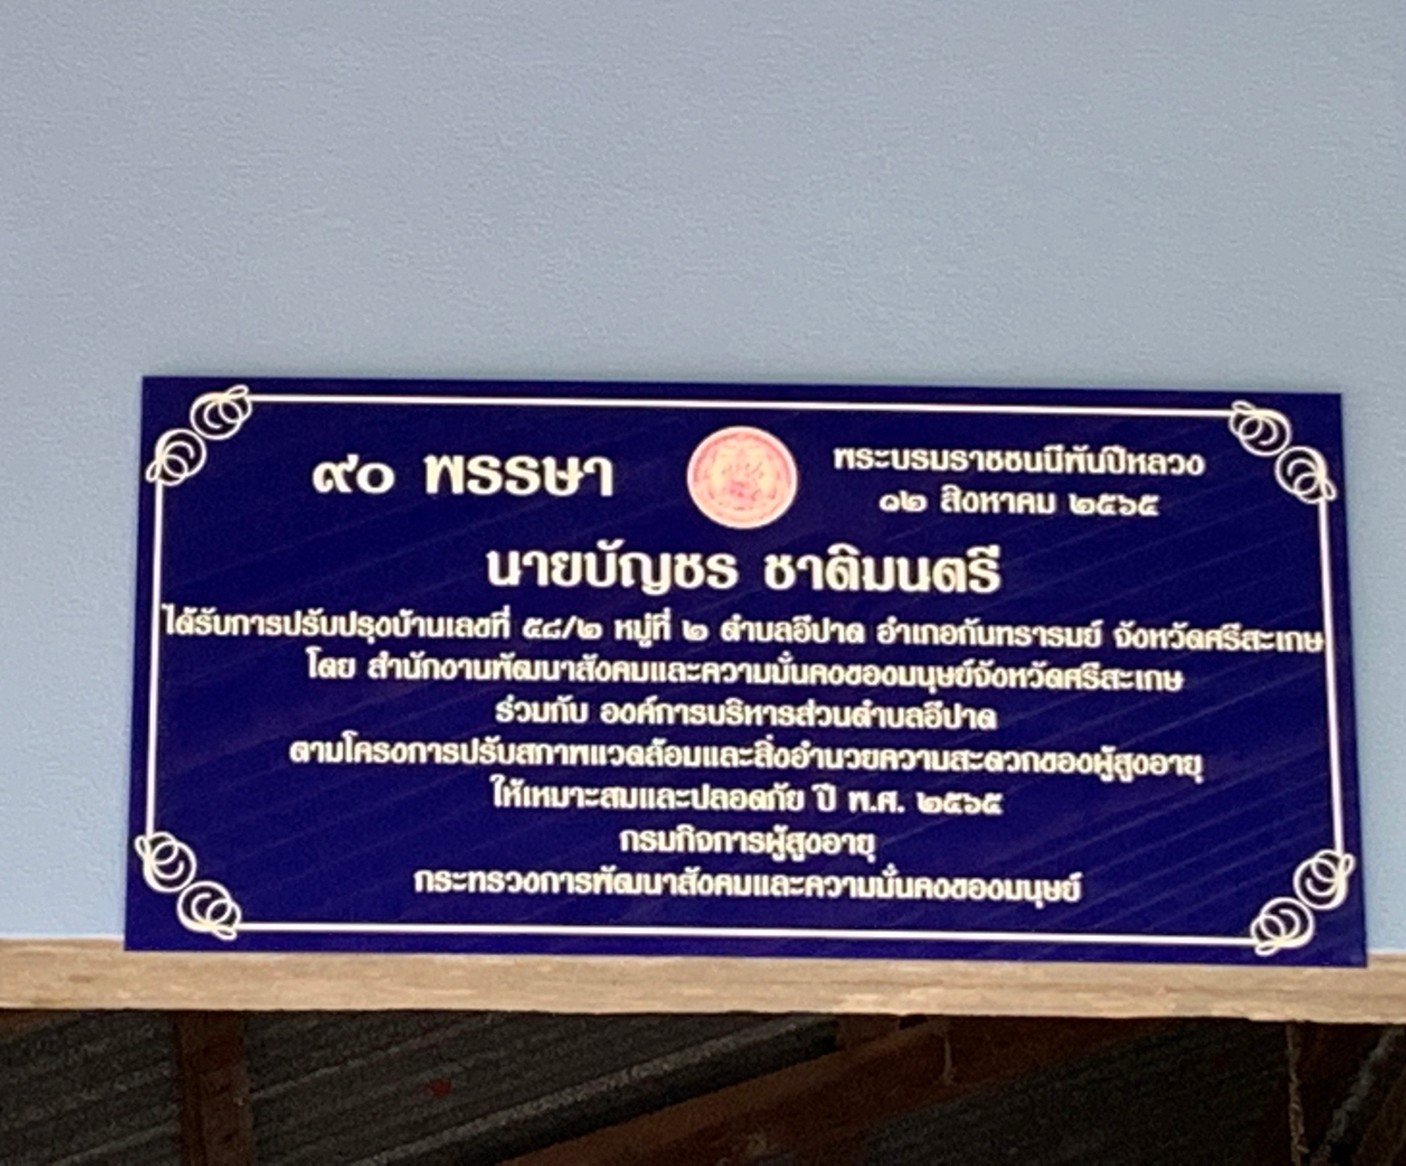 ๙๐ พรรษา
พระบรมราชชนนีพันปีหลวง
๑๒ สิงหาคม ๒๕๖๕
นายบัญชร ชาติมนตรี
ได้รับการปรับปรุงบ้านเลขที่ ๕๘/๒ หมู่ที่ ๒ ตำบลอีปาด อำเภอกันทรารมย์ จังหวัดศรีสะเกษ
โดย สำนักงานพัฒนาสังคมและความมั่นคงของมนุษย์จังหวัดศรีสะเกษ
ร่วมกับ องค์การบริหารส่วนตำบลอีปาด
ตามโครงการปรับสภาพแวดล้อมและสิ่งอำนวยความสะดวกของผู้สูงอายุ
ให้เหมาะสมและปลอดภัย ปี พ.ศ. ๒๕๖๕
กรมกิจการผู้สูงอายุ
กระทรวงการพัฒนาสังคมและความมั่นคงของมนุษย์